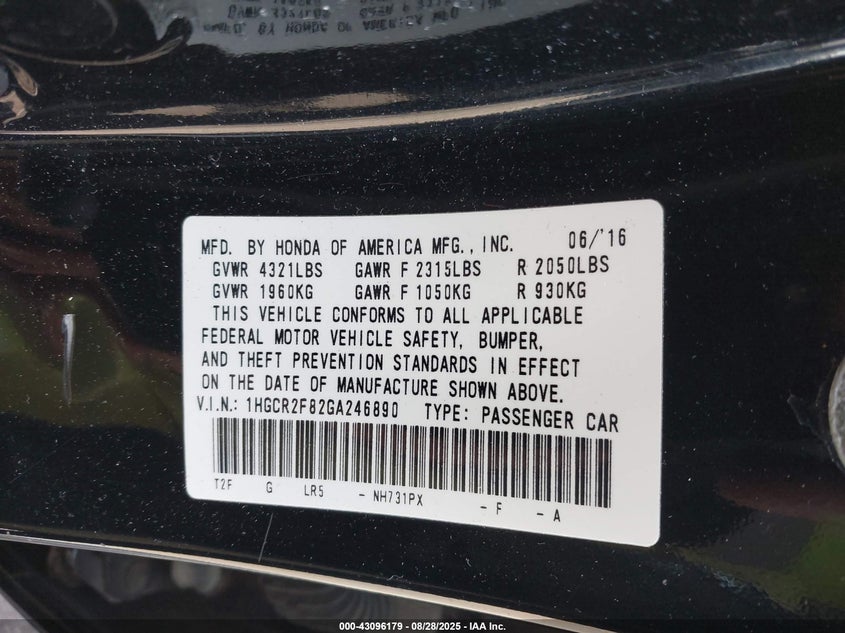 MFD. BY HONDA OF AMERICA MFG., INC. 06/'16
GVWR 4321LBS GAWR F 2315LBS R 2050LBS
GVWR 1960KG GAWR F 1050KG R 930KG
THIS VEHICLE CONFORMS TO ALL APPLICABLE
FEDERAL MOTOR VEHICLE SAFETY, BUMPER,
AND THEFT PREVENTION STANDARDS IN EFFECT
ON THE DATE OF MANUFACTURE SHOWN ABOVE.
V.I.N.: 1HGCR2F82GA246890 TYPE: PASSENGER CAR
T2F G LR5 - NH731PX - F - A
000-43096179 | 08/28/2025 - IAA Inc.